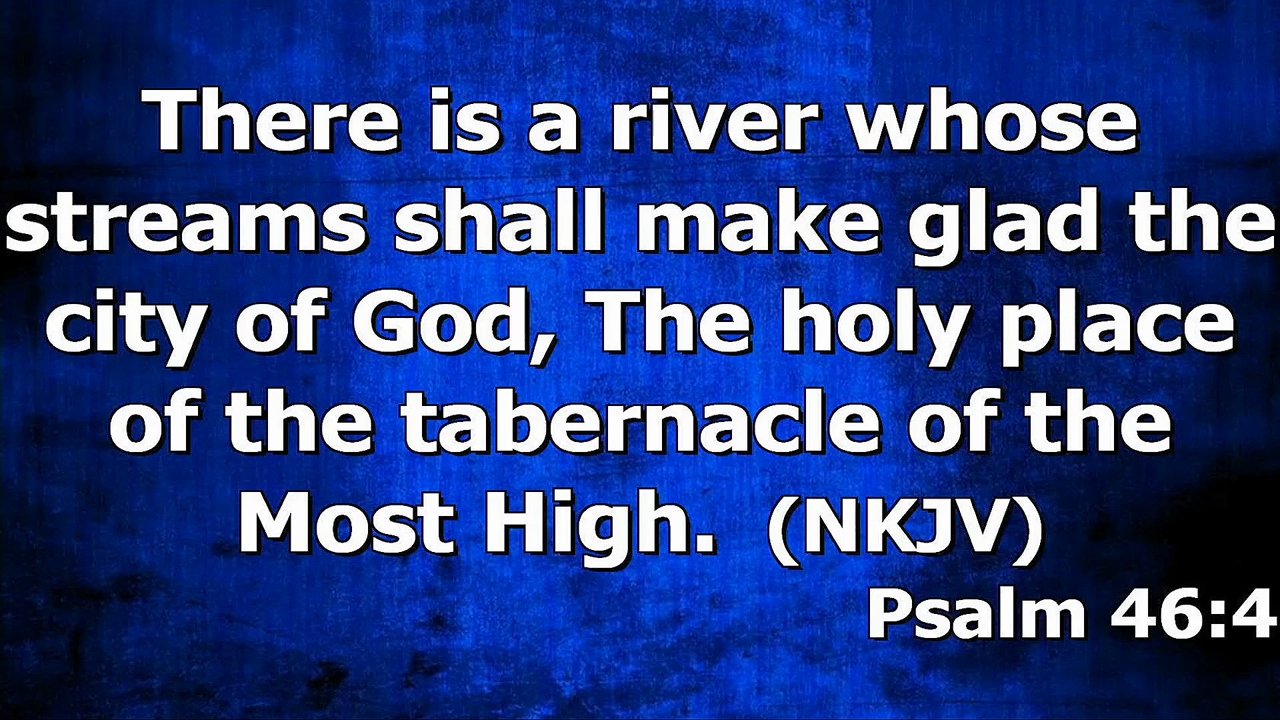 There is a river whose
streams shall make glad the
city of God, The holy place
of the tabernacle of the
Most High.  (NKJV)
Psalm 46:4